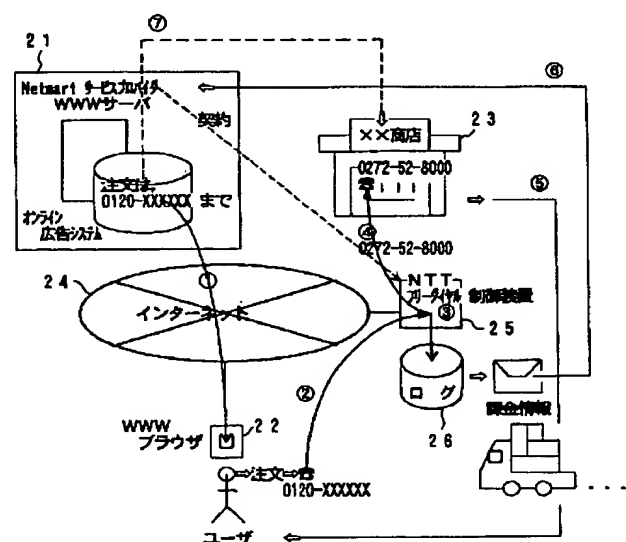 ⑦
21
Netmart サービスプロバイダ
WWWサーバ
契約
注文は、
0120-XXXXXX まで
オンライン
広告システム
⑥
××商店
23
0272-52-8000
⑤
④
0272-52-8000
24
①
インターネット
NTT
フリーダイヤル 制御装置
③
25
②
ログ
26
課金情報
WWW
ブラウザ
22
注文
0120-XXXXXX
ユーザ